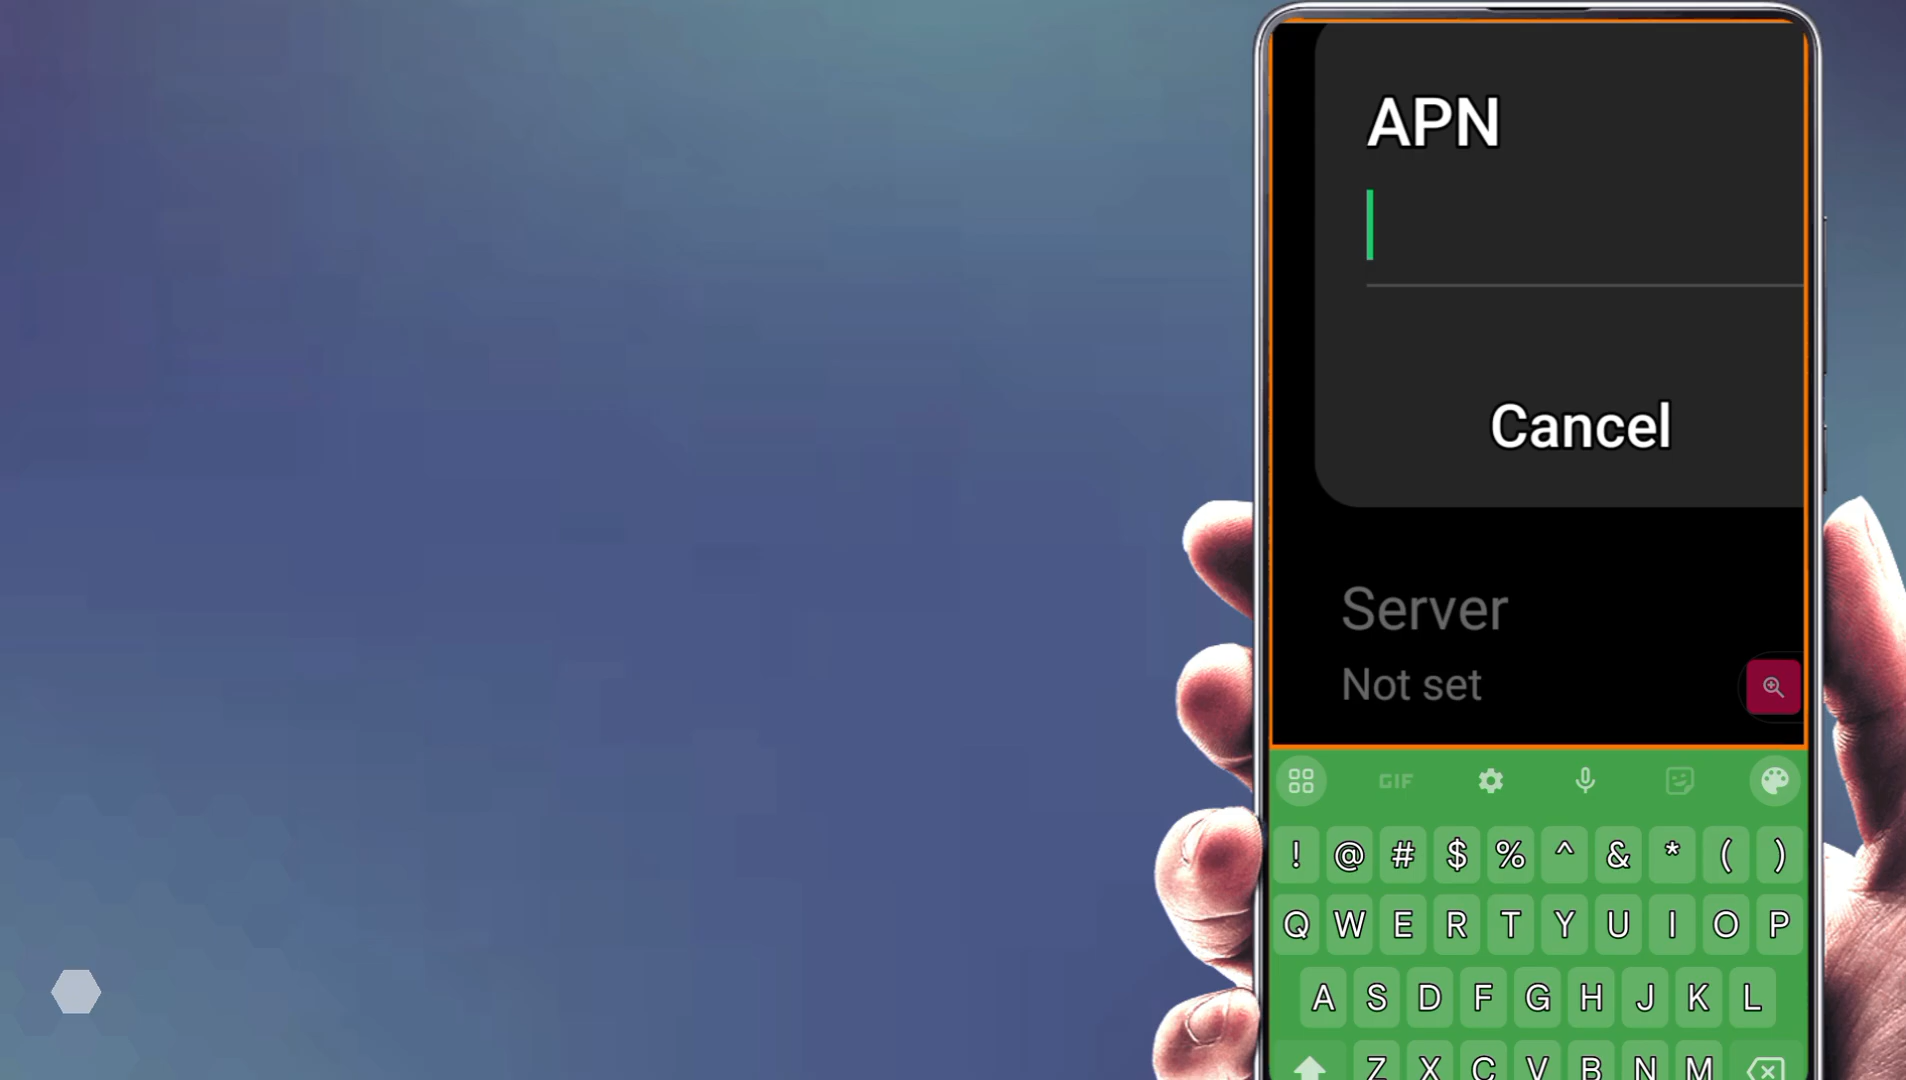 APN
Cancel
Server
Not set
GIF
! @ # $ % ^ & * ( )
Q W E R T Y U I O P
A S D F G H J K L
Z X C V B N M